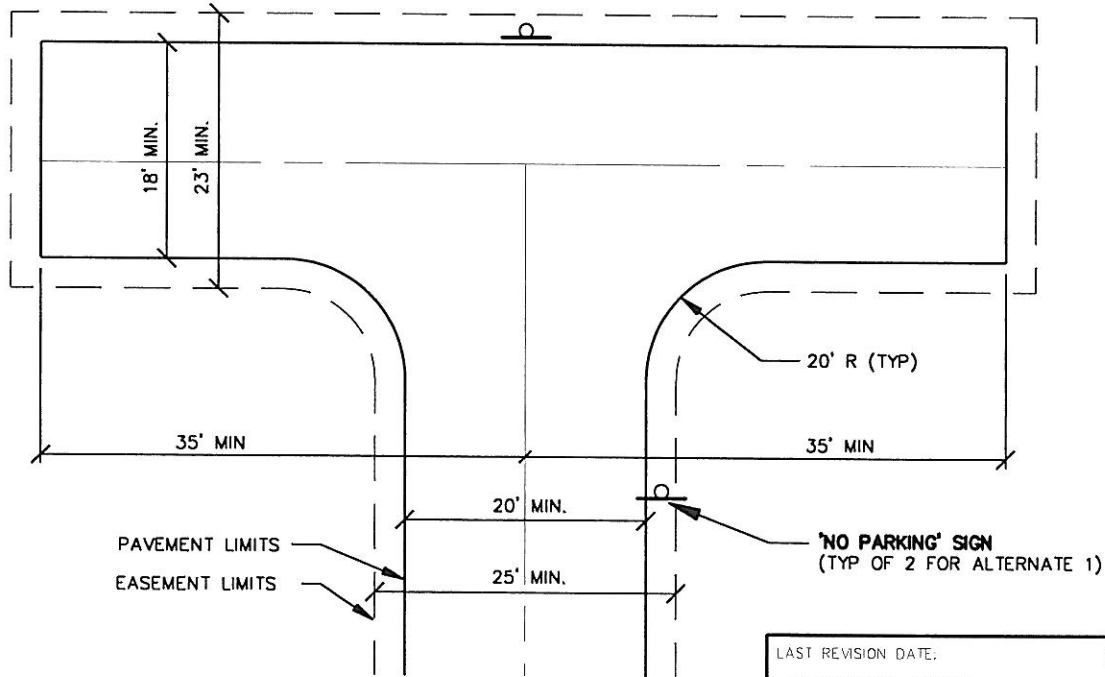 18' MIN.
23' MIN.
20' R (TYP)
35' MIN
35' MIN
20' MIN.
'NO PARKING' SIGN
(TYP OF 2 FOR ALTERNATE 1)
PAVEMENT LIMITS
EASEMENT LIMITS
25' MIN.
LAST REVISION DATE: